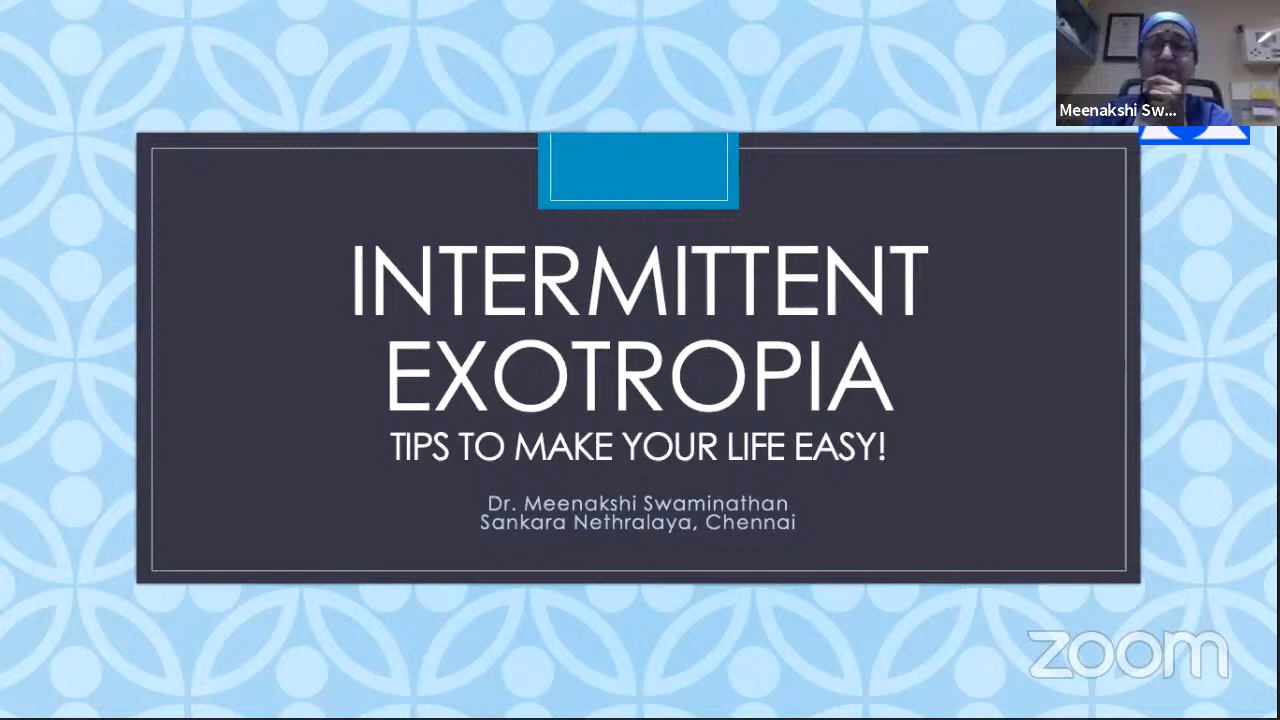 Meenakshi Sw...
INTERMITTENT
EXOTROPIA
TIPS TO MAKE YOUR LIFE EASY!
Dr. Meenakshi Swaminathan
Sankara Nethralaya, Chennai
zoom